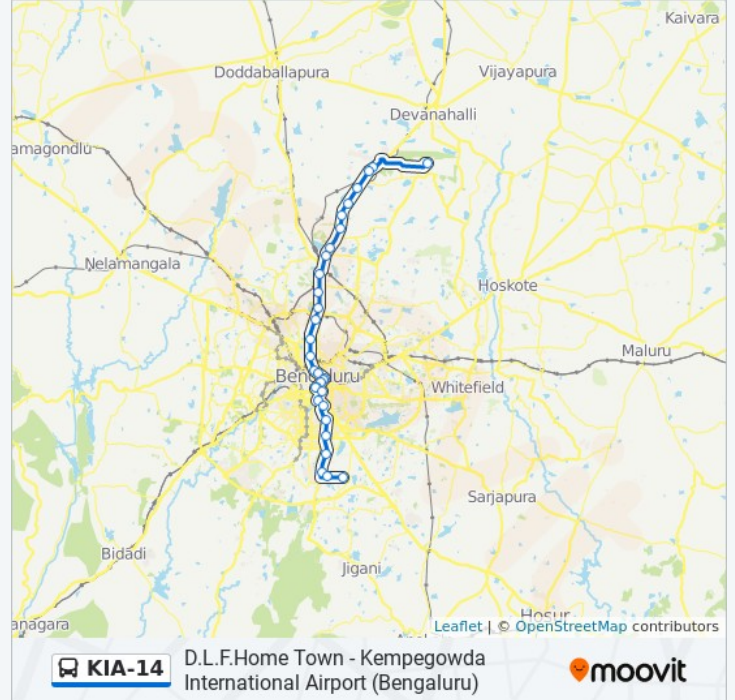 Kaivara
Doddaballapura
Vijayapura
Devanahalli
amagondlu
Nelamangala
Hoskote
Maluru
Bengaluru
Whitefield
Sarjapura
Bidadi
Jigani
Hosur
anagara
Leaflet | © OpenStreetMap contributors
KIA-14
D.L.F.Home Town - Kempegowda
International Airport (Bengaluru)
moovit